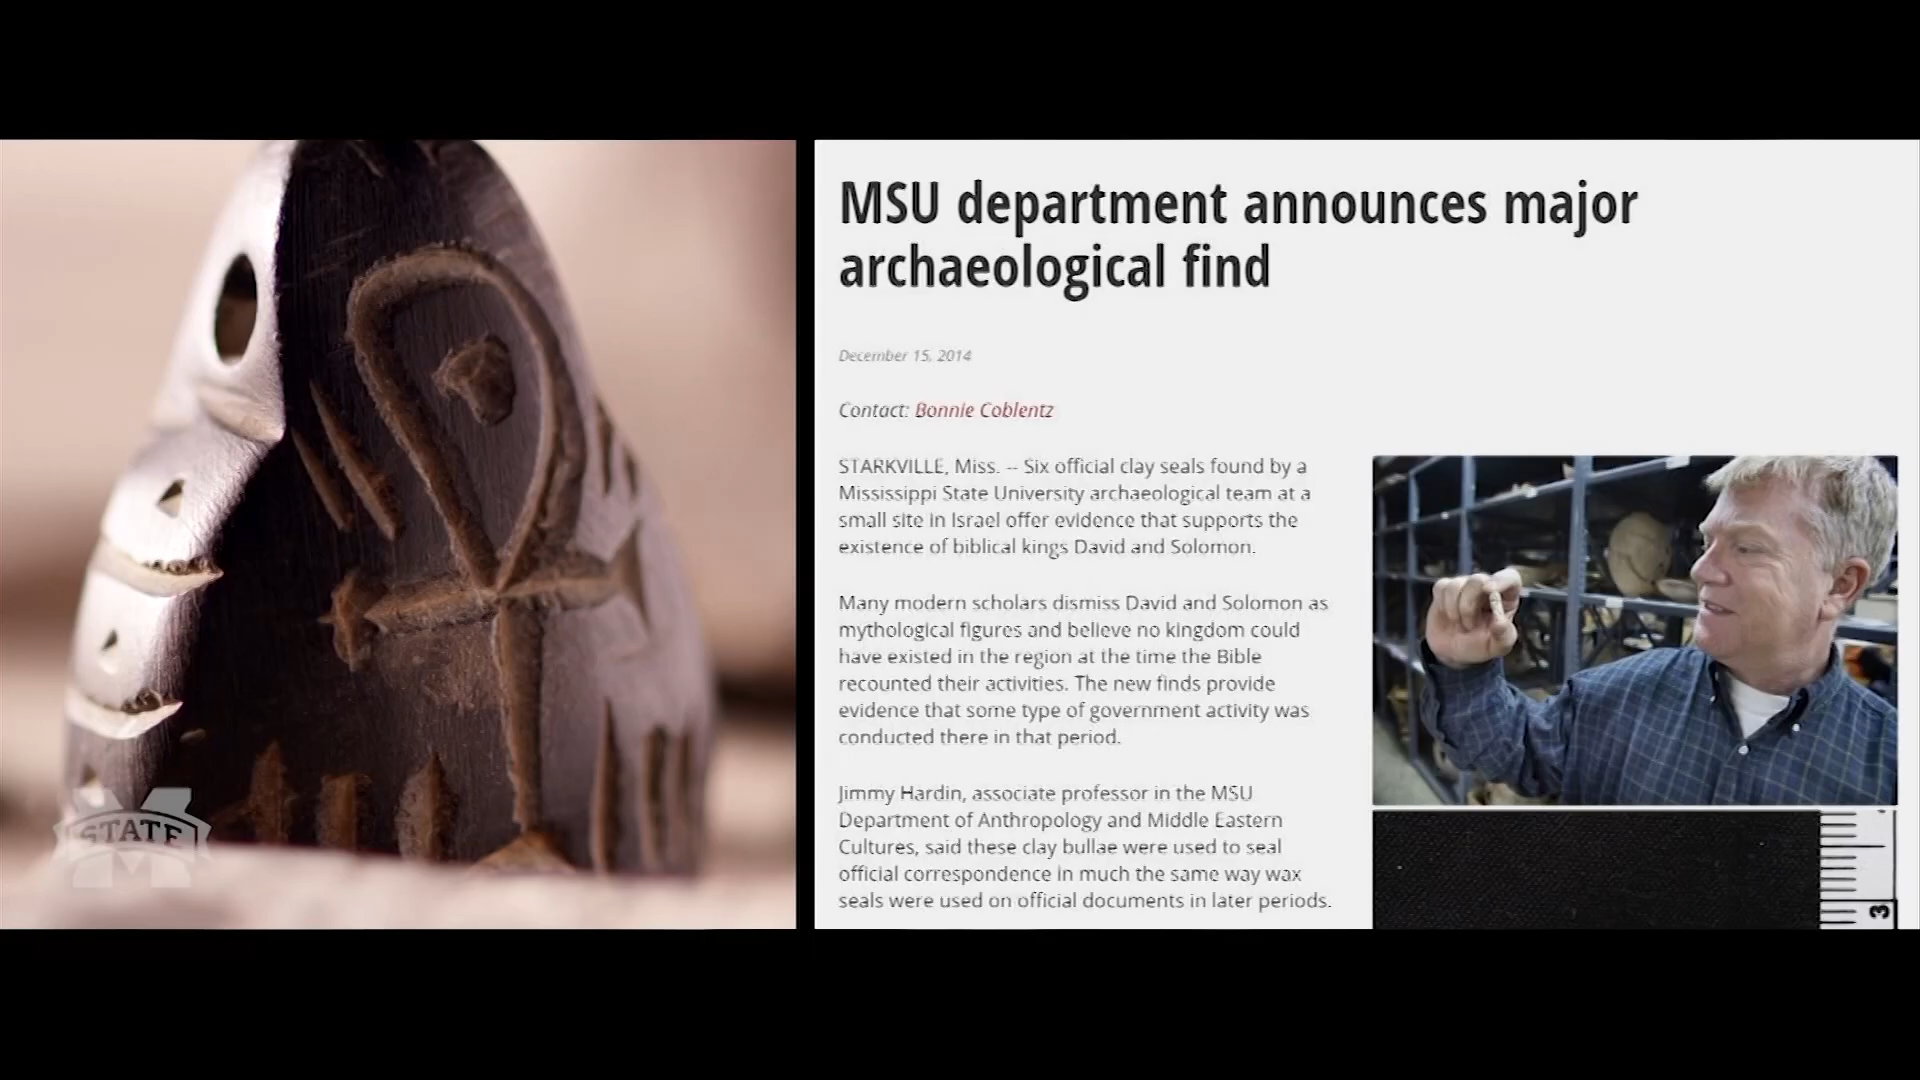 STATE
MSU department announces major
archaeological find
December 15, 2014
Contact: Bonnie Coblentz
STARKVILLE, Miss. -- Six official clay seals found by a
Mississippi State University archaeological team at a
small site in Israel offer evidence that supports the
existence of biblical kings David and Solomon.
Many modern scholars dismiss David and Solomon as
mythological figures and believe no kingdom could
have existed in the region at the time the Bible
recounted their activities. The new finds provide
evidence that some type of government activity was
conducted there in that period.
Jimmy Hardin, associate professor in the MSU
Department of Anthropology and Middle Eastern
Cultures, said these clay bullae were used to seal
official correspondence in much the same way wax
seals were used on official documents in later periods.
3